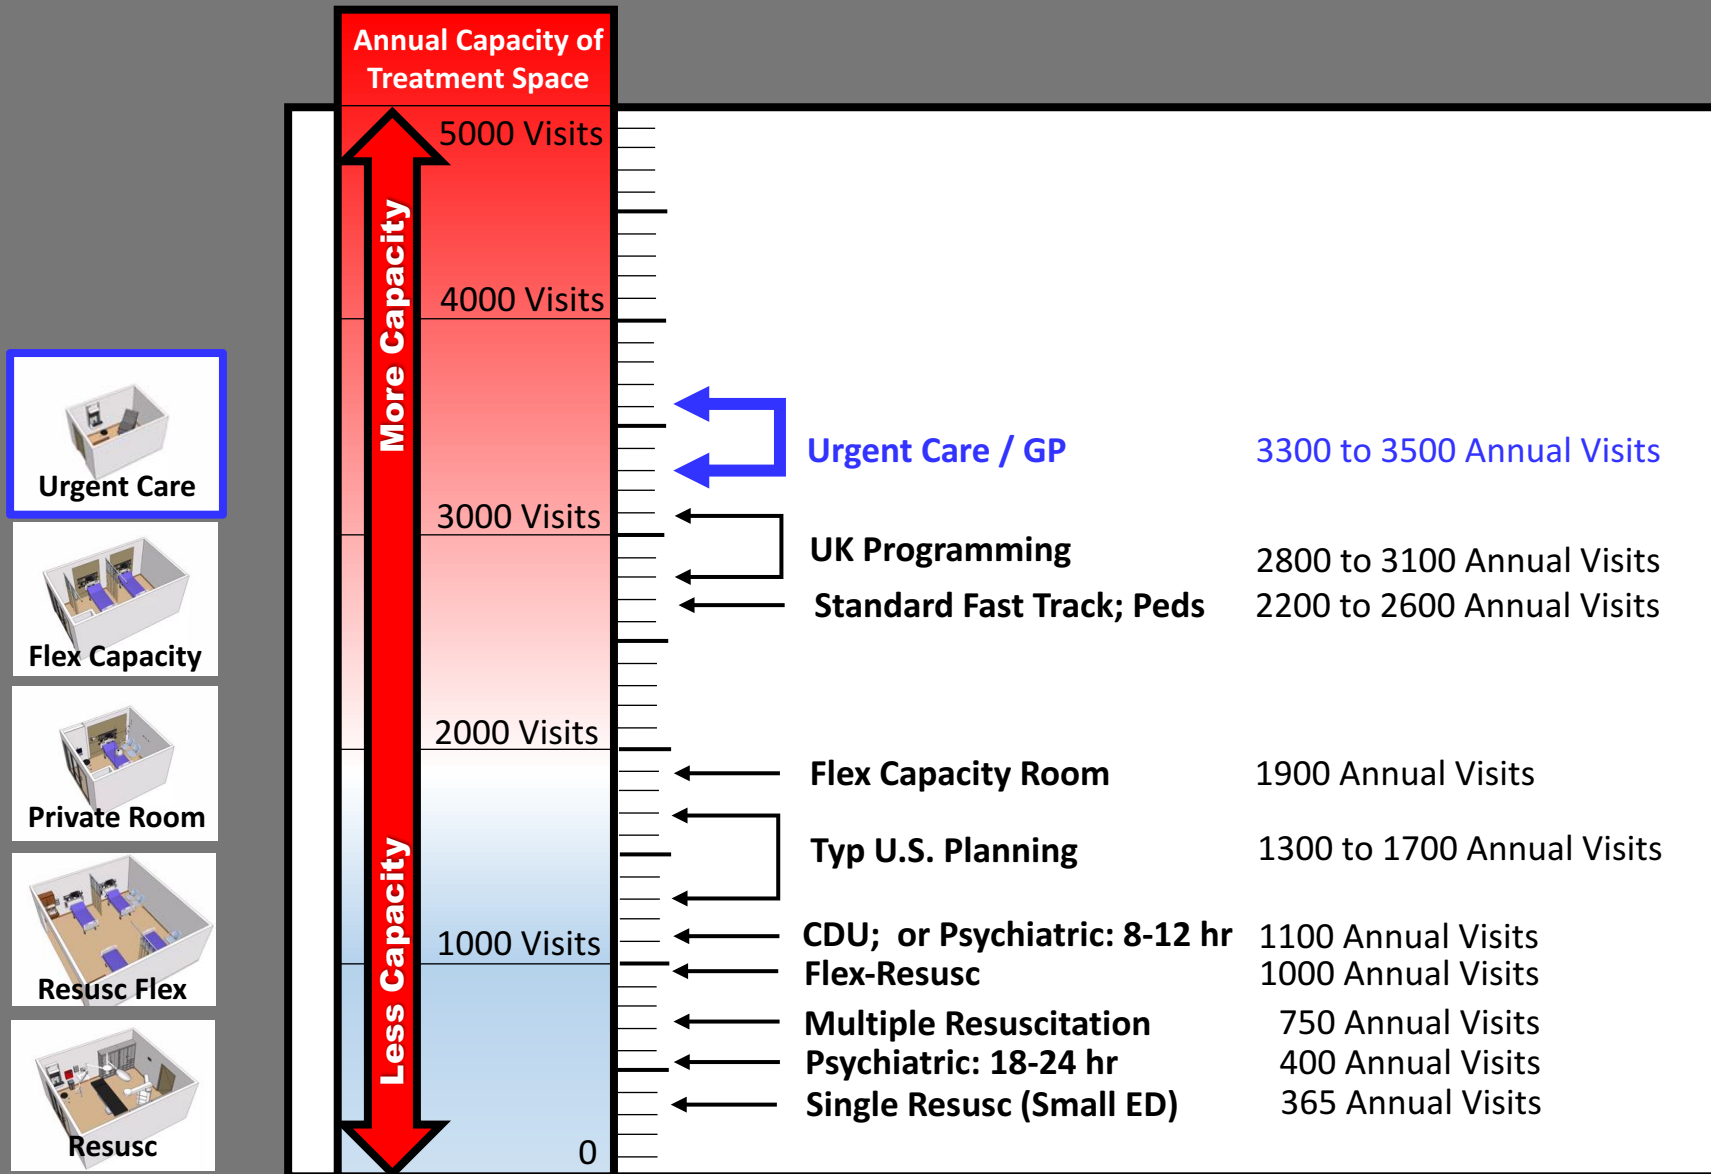 Annual Capacity of
Treatment Space
5000 Visits
4000 Visits
3000 Visits
2000 Visits
1000 Visits
0
More Capacity
Less Capacity
Urgent Care
Flex Capacity
Private Room
Resusc Flex
Resusc
Urgent Care / GP 3300 to 3500 Annual Visits
UK Programming 2800 to 3100 Annual Visits
Standard Fast Track; Peds 2200 to 2600 Annual Visits
Flex Capacity Room 1900 Annual Visits
Typ U.S. Planning 1300 to 1700 Annual Visits
CDU; or Psychiatric: 8-12 hr 1100 Annual Visits
Flex-Resusc 1000 Annual Visits
Multiple Resuscitation 750 Annual Visits
Psychiatric: 18-24 hr 400 Annual Visits
Single Resusc (Small ED) 365 Annual Visits